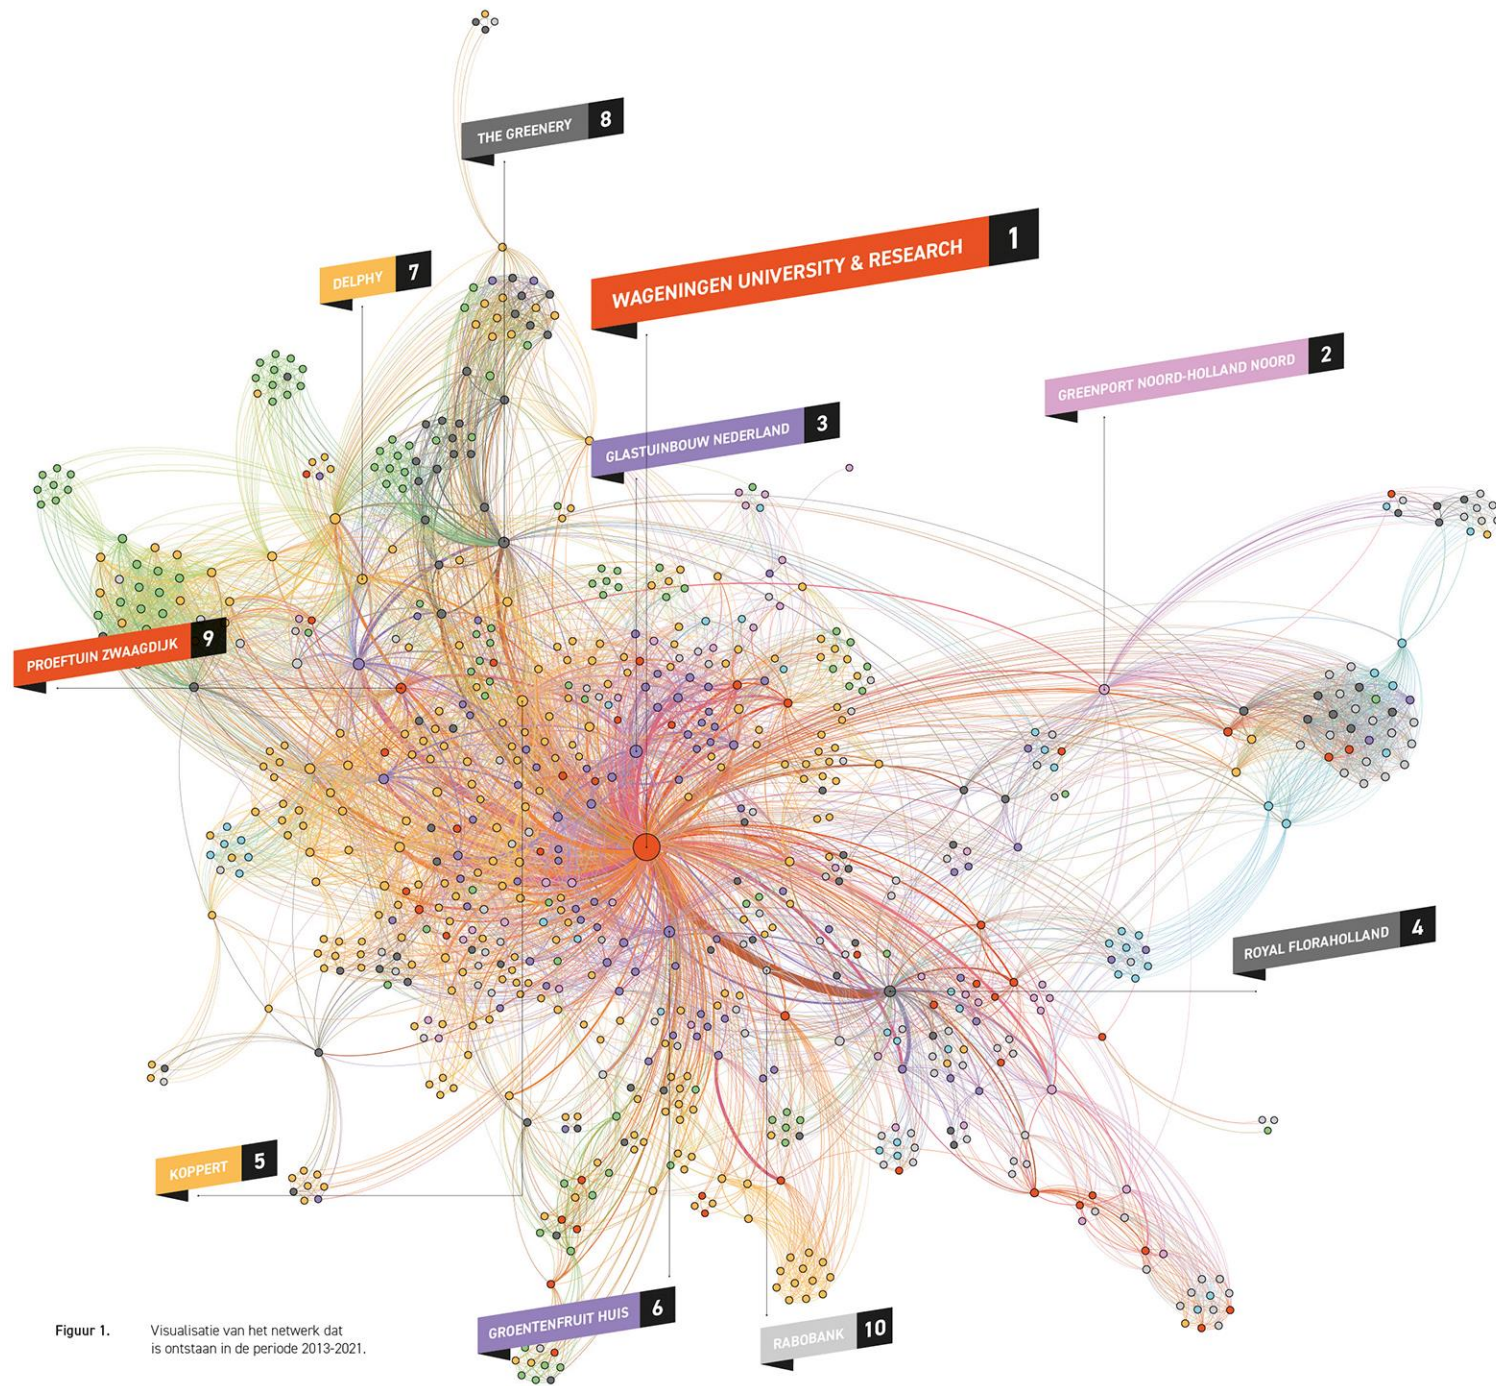 THE GREENERY 8
WAGENINGEN UNIVERSITY & RESEARCH 1
DELPHY 7
GREENPORT NOORD-HOLLAND NOORD 2
GLASTUINBOUW NEDERLAND 3
PROEFTUIN ZWAAGDIJK 9
ROYAL FLORAHOLLAND 4
KOPPERT 5
GROENTENFRUIT HUIS 6
RABOBANK 10
Figuur 1. Visualisatie van het netwerk dat
is ontstaan in de periode 2013-2021.